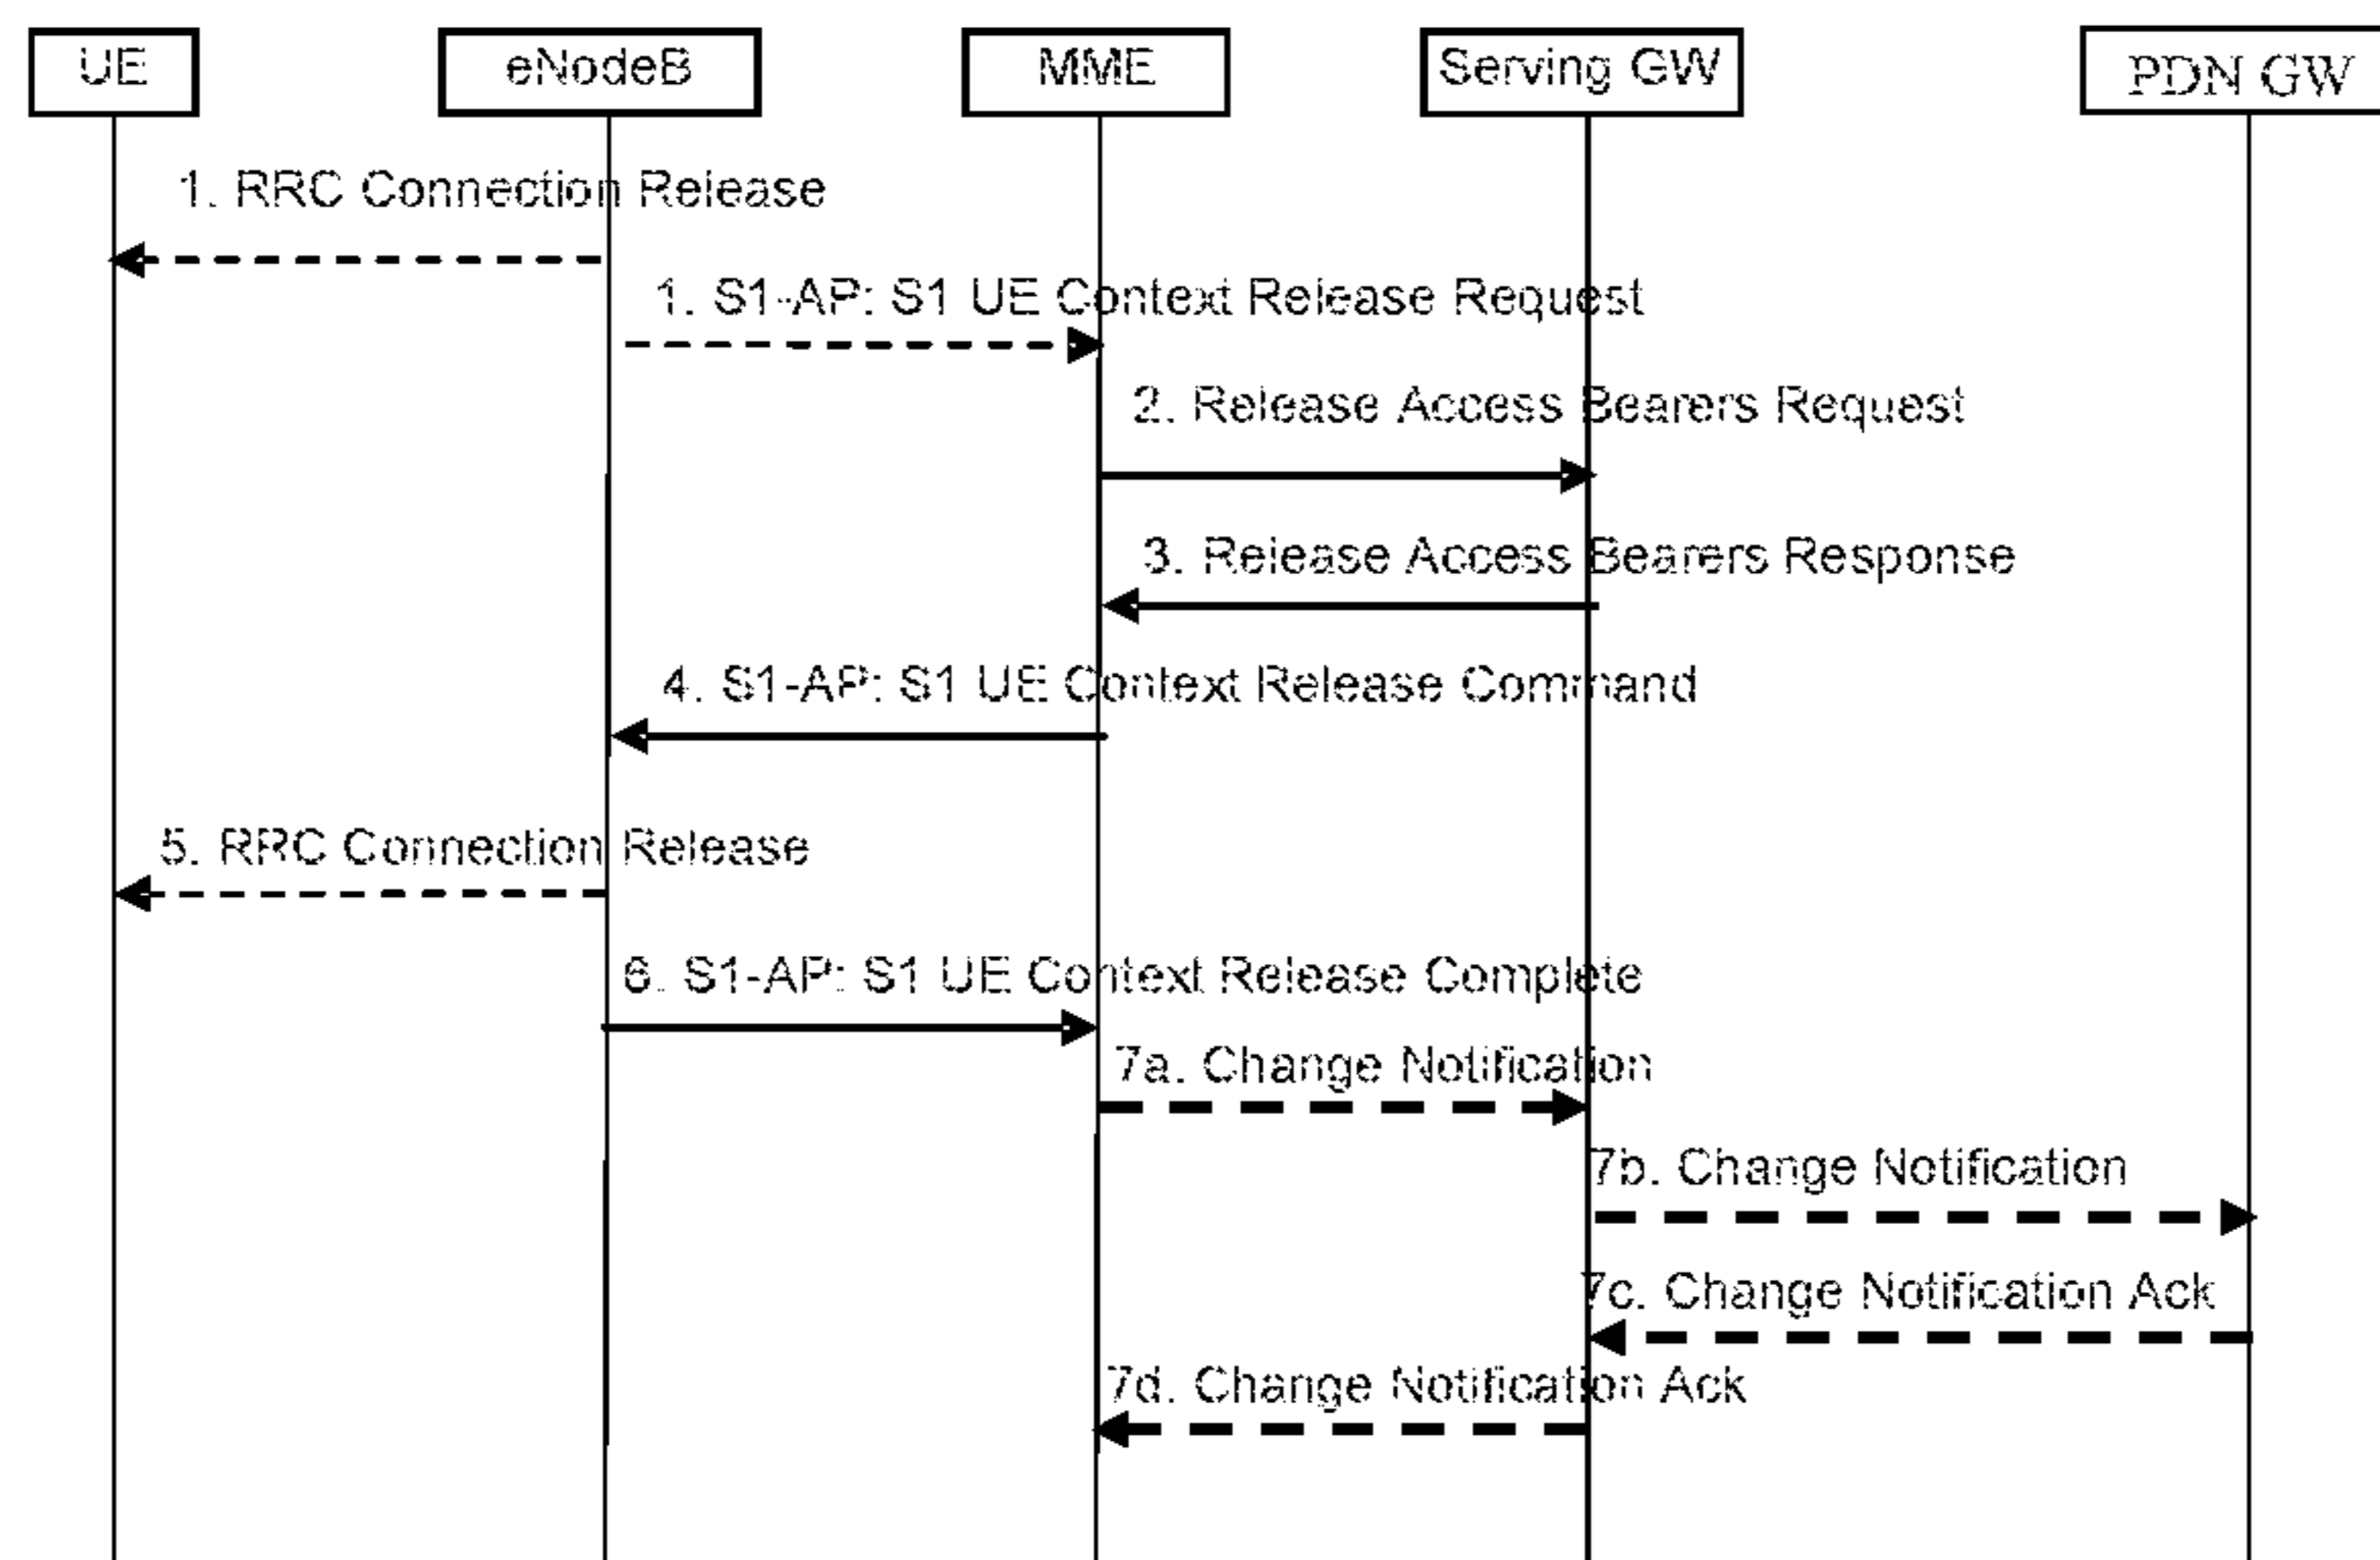 UE
eNodeB
MME
Serving GW
PDN GW
1. RRC Connection Release
1. S1-AP: S1 UE Context Release Request
2. Release Access Bearers Request
3. Release Access Bearers Response
4. S1-AP: S1 UE Context Release Command
5. RRC Connection Release
6. S1-AP: S1 UE Context Release Complete
7a. Change Notification
7b. Change Notification
7c. Change Notification Ack
7d. Change Notification Ack